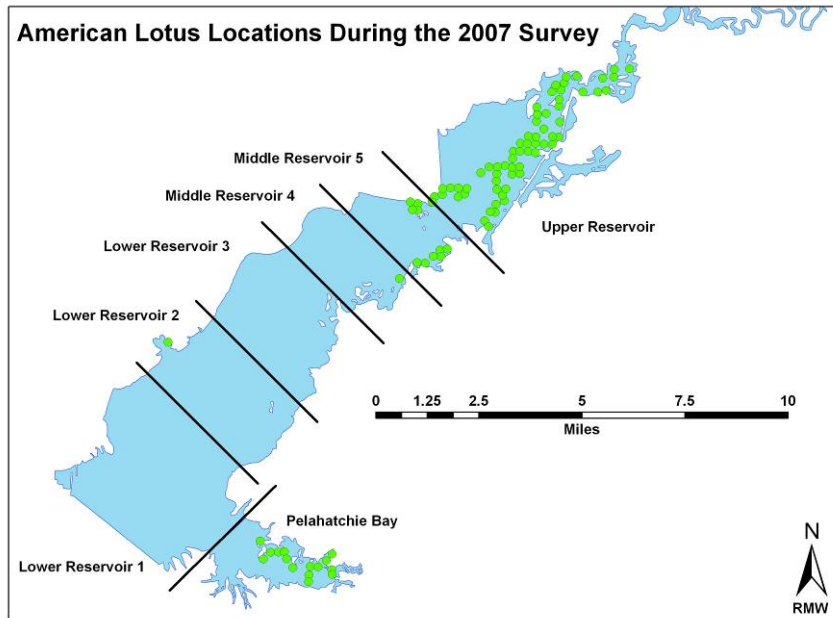 American Lotus Locations During the 2007 Survey
Middle Reservoir 5
Middle Reservoir 4
Upper Reservoir
Lower Reservoir 3
Lower Reservoir 2
0 1.25 2.5 5 7.5 10
Miles
Pelahatchie Bay
Lower Reservoir 1
N
RMW